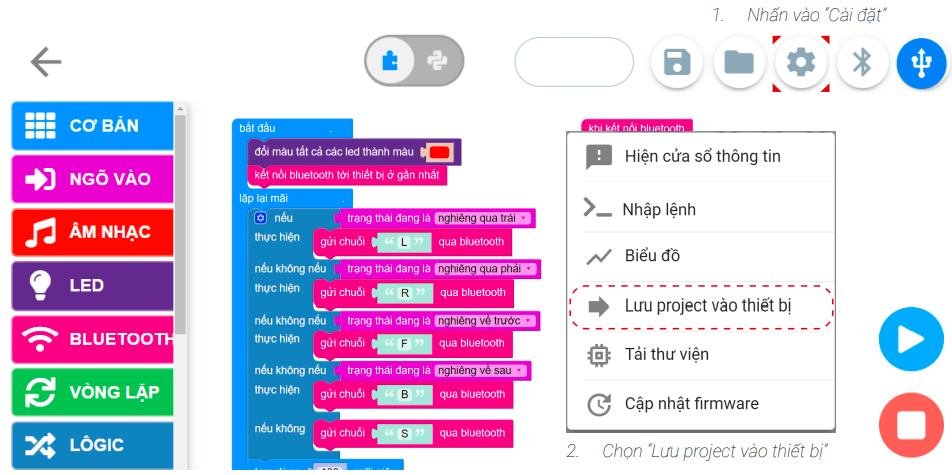 1. Nhấn vào “Cài đặt”
CƠ BẢN
NGÕ VÀO
ÂM NHẠC
LED
BLUETOOTH
VÒNG LẶP
LÔGIC
bắt đầu
đổi màu tất cả các led thành màu
kết nối bluetooth tới thiết bị ở gần nhất
lặp lại mãi
nếu trạng thái đang là nghiêng qua trái
thực hiện gửi chuỗi “ L ” qua bluetooth
nếu không nếu trạng thái đang là nghiêng qua phải
thực hiện gửi chuỗi “ R ” qua bluetooth
nếu không nếu trạng thái đang là nghiêng về trước
thực hiện gửi chuỗi “ F ” qua bluetooth
nếu không nếu trạng thái đang là nghiêng về sau
thực hiện gửi chuỗi “ B ” qua bluetooth
nếu không gửi chuỗi “ S ” qua bluetooth
khi kết nối bluetooth
Hiện cửa sổ thông tin
Nhập lệnh
Biểu đồ
Lưu project vào thiết bị
Tải thư viện
Cập nhật firmware
2. Chọn “Lưu project vào thiết bị”